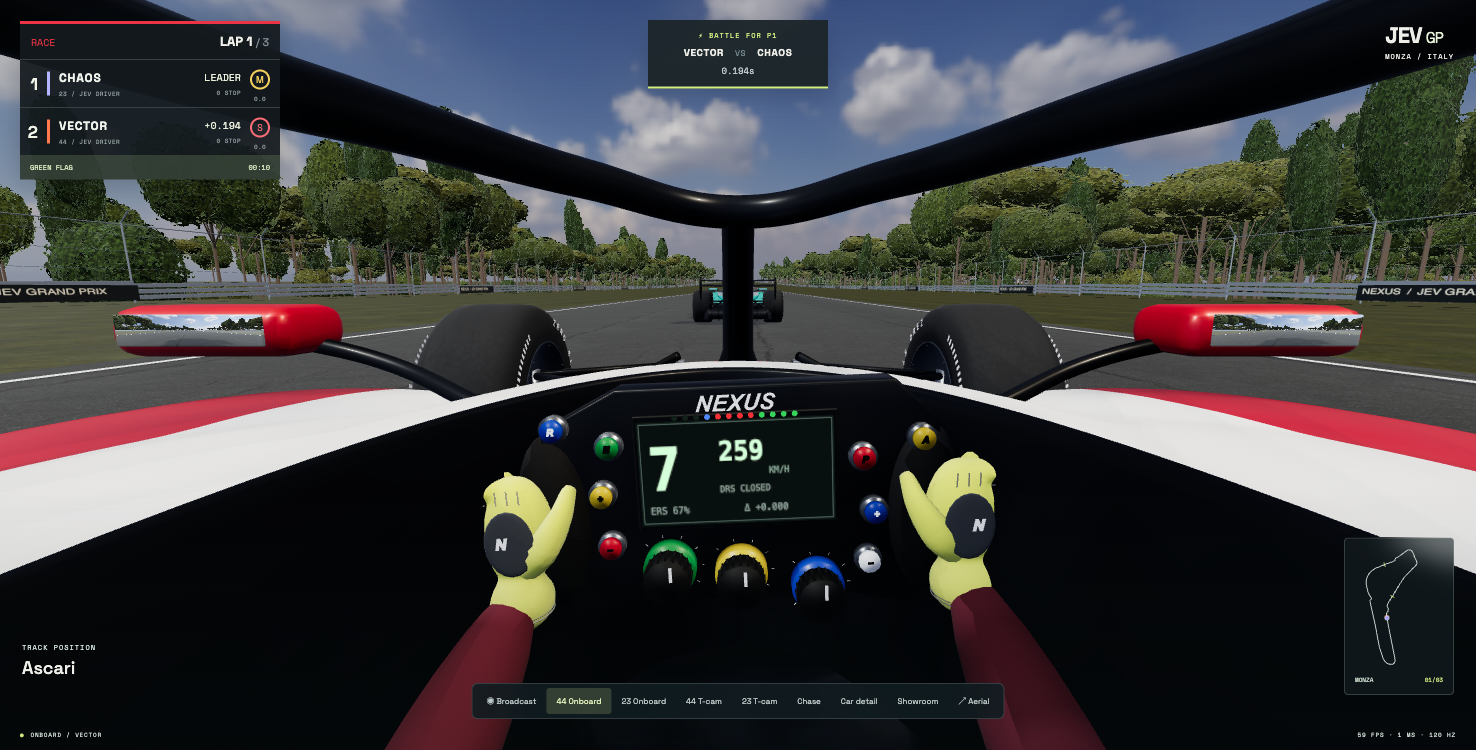 RACE LAP 1 / 3
1 CHAOS LEADER M
23 / JEV DRIVER 0 STOP 0.0
2 VECTOR +0.194 S
44 / JEV DRIVER 0 STOP 0.0
GREEN FLAG 00:10
⚡ BATTLE FOR P1
VECTOR VS CHAOS
0.194s
JEV GP
MONZA / ITALY
JEV GRAND PRIX
NEXUS / JEV GRA
NEXUS
7 259
KM/H
DRS CLOSED
ERS 67% Δ +0.000
R
A
P
+
+
-
-
N
N
TRACK POSITION
Ascari
MONZA 01/03
Broadcast 44 Onboard 23 Onboard 44 T-cam 23 T-cam Chase Car detail Showroom ↗ Aerial
ONBOARD / VECTOR
59 FPS · 1 MS · 120 HZ